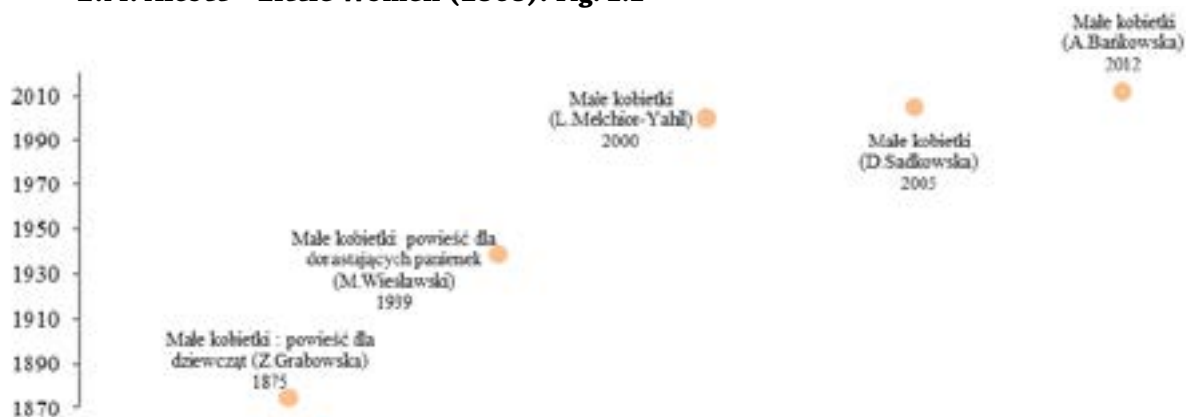 Małe kobietki
(A.Bańkowska)
2012
2010
1990
1970
1950
1930
1910
1890
1870
Małe kobietki
(L.Melchior-Yahil)
2000
Małe kobietki
(D.Sadkowska)
2005
Małe kobietki: powieść dla
dorastających panienek
(M.Wiesławski)
1939
Małe kobietki : powieść dla
dziewcząt (Z.Grabowska)
1875